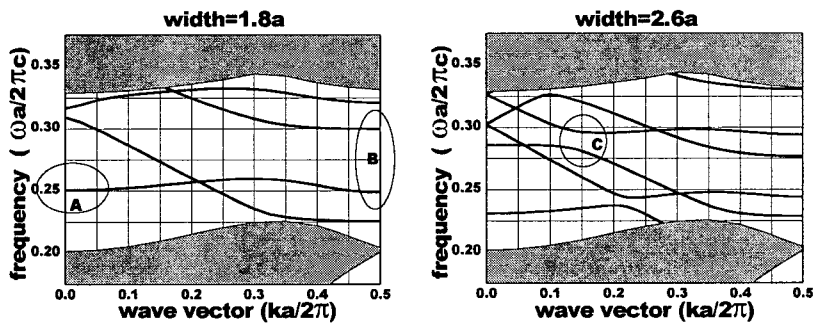 width=1.8a
frequency ( ωa/2πc)
0.35
0.30
0.25
0.20
A
B
0.0 0.1 0.2 0.3 0.4 0.5
wave vector (ka/2π)
width=2.6a
frequency ( ωa/2πc)
0.35
0.30
0.25
0.20
C
0.0 0.1 0.2 0.3 0.4 0.5
wave vector (ka/2π)